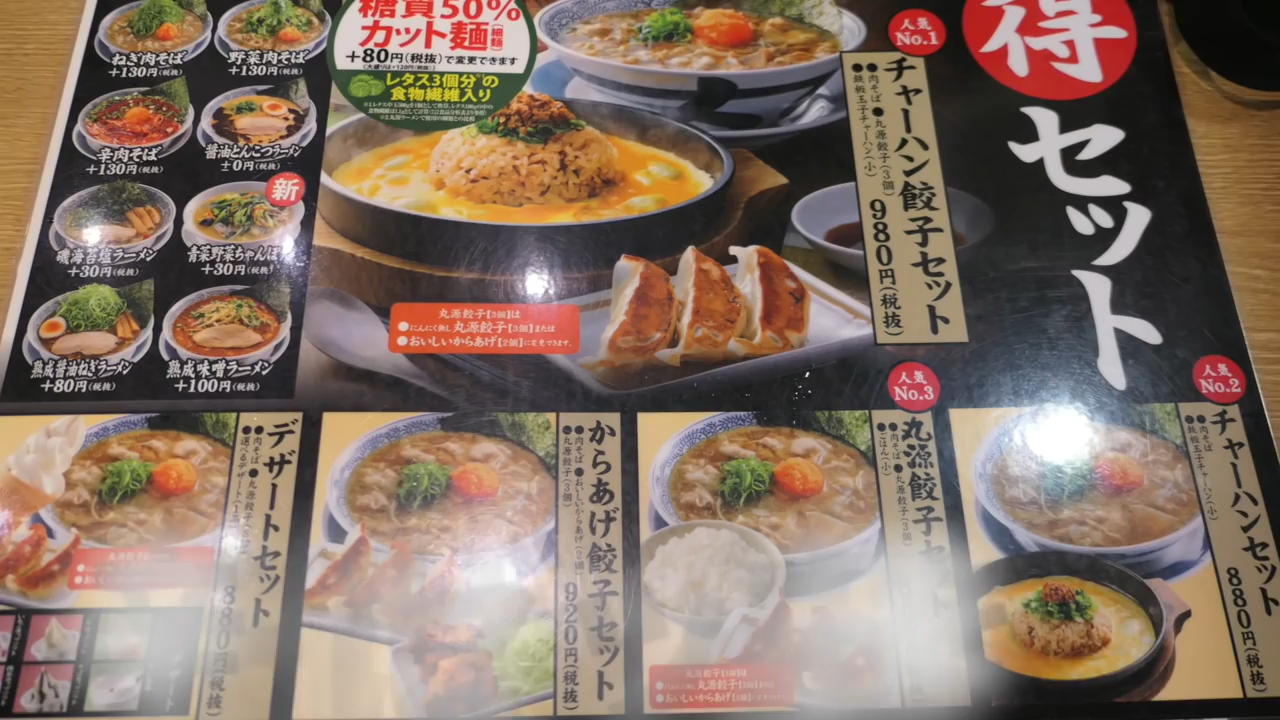 得セット
人気No.1
チャーハン餃子セット
●肉そば ●丸源餃子(3個)
●鉄板玉子チャーハン(小)
980円(税抜)
糖質50%
カット麺(細麺)
+80円(税抜)で変更できます
レタス3個分の
食物繊維入り
丸源餃子【3個】は
●にんにく無し丸源餃子【3個】または
●おいしいからあげ【2個】に変更できます。
ねぎ肉そば
+130円(税抜)
野菜肉そば
+130円(税抜)
辛肉そば
+130円(税抜)
醤油とんこつラーメン
±0円(税抜)
磯海苔塩ラーメン
+30円(税抜)
新
青菜野菜ちゃんぽ
+30円(税抜)
熟成醤油ねぎラーメン
+80円(税抜)
熟成味噌ラーメン
+100円(税抜)
人気No.2
チャーハンセット
●肉そば
●鉄板玉子チャーハン(小)
880円(税抜)
人気No.3
丸源餃子セット
●肉そば ●丸源餃子(3個)
●ごはん(小)
からあげ餃子セット
●肉そば ●おいしいからあげ(2個)
●丸源餃子(3個)
920円(税抜)
デザートセット
●肉そば ●丸源餃子(3個)
●選べるデザート
880円(税抜)